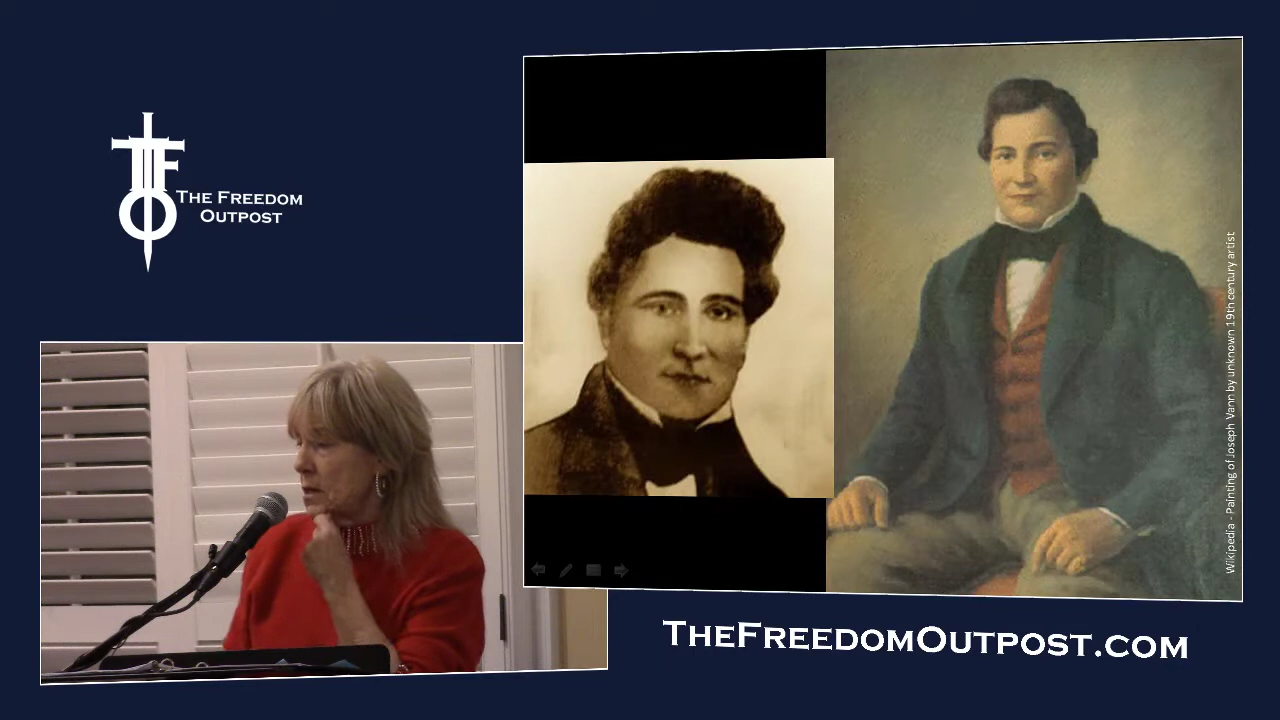 The Freedom
Outpost
Wikipedia - Painting of Joseph Vann by unknown 19th century artist
TheFreedomOutpost.com